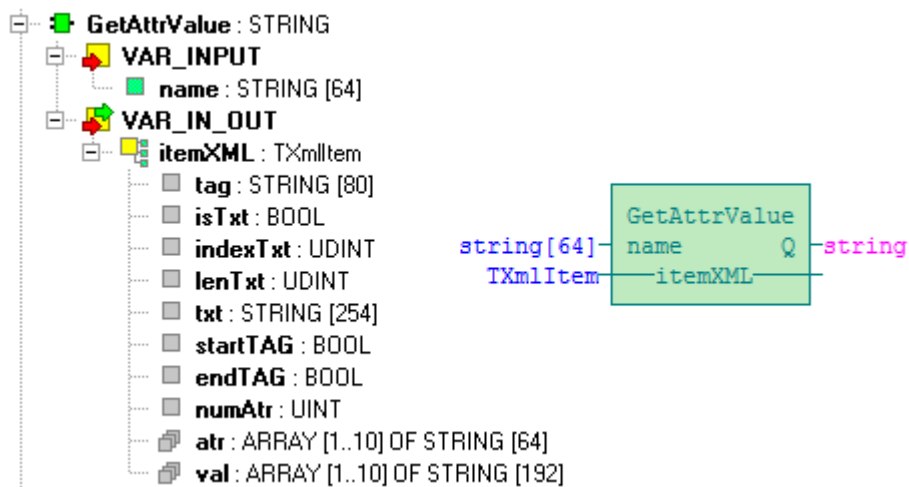 GetAttrValue : STRING
VAR_INPUT
name : STRING [64]
VAR_IN_OUT
itemXML : TXmlItem
tag : STRING [80]
isTxt : BOOL
indexTxt : UDINT
lenTxt : UDINT
txt : STRING [254]
startTAG : BOOL
endTAG : BOOL
numAtr : UINT
atr : ARRAY [1..10] OF STRING [64]
val : ARRAY [1..10] OF STRING [192]
GetAttrValue
string[64] name Q string
TXmlItem itemXML